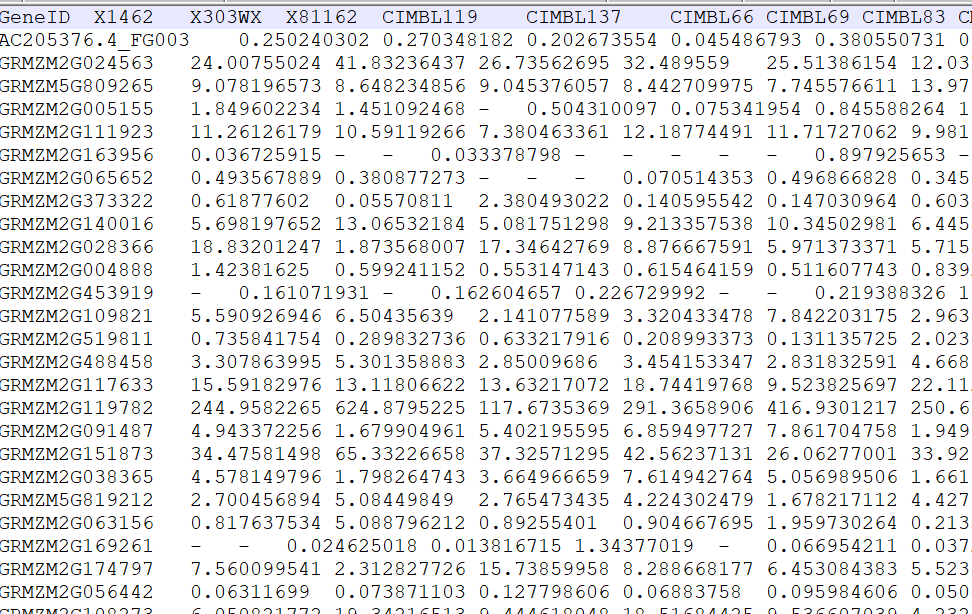 GeneID X1462 X303WX X81162 CIMBL119 CIMBL137 CIMBL66 CIMBL69 CIMBL83
AC205376.4_FG003 0.250240302 0.270348182 0.202673554 0.045486793 0.380550731 0
GRMZM2G024563 24.00755024 41.83236437 26.73562695 32.489559 25.51386154 12.03
GRMZM5G809265 9.078196573 8.648234856 9.045376057 8.442709975 7.745576611 13.97
GRMZM2G005155 1.849602234 1.451092468 - 0.504310097 0.075341954 0.845588264 1
GRMZM2G111923 11.26126179 10.59119266 7.380463361 12.18774491 11.71727062 9.981
GRMZM2G163956 0.036725915 - - 0.033378798 - - - - - 0.897925653 -
GRMZM2G065652 0.493567889 0.380877273 - - - 0.070514353 0.496866828 0.345
GRMZM2G373322 0.61877602 0.05570811 2.380493022 0.140595542 0.147030964 0.603
GRMZM2G140016 5.698197652 13.06532184 5.081751298 9.213357538 10.34502981 6.445
GRMZM2G028366 18.83201247 1.873568007 17.34642769 8.876667591 5.971373371 5.715
GRMZM2G004888 1.42381625 0.599241152 0.553147143 0.615464159 0.511607743 0.839
GRMZM2G453919 - 0.161071931 - 0.162604657 0.226729992 - - 0.219388326 1
GRMZM2G109821 5.590926946 6.50435639 2.141077589 3.320433478 7.842203175 2.963
GRMZM2G519811 0.735841754 0.289832736 0.633217916 0.208993373 0.131135725 2.023
GRMZM2G488458 3.307863995 5.301358883 2.85009686 3.454153347 2.831832591 4.668
GRMZM2G117633 15.59182976 13.11806622 13.63217072 18.74419768 9.523825697 22.11
GRMZM2G119782 244.9582265 624.8795225 117.6735369 291.3658906 416.9301217 250.6
GRMZM2G091487 4.943372256 1.679904961 5.402195595 6.859497727 7.861704758 1.949
GRMZM2G151873 34.47581498 65.33226658 37.32571295 42.56237131 26.06277001 33.92
GRMZM2G038365 4.578149796 1.798264743 3.664966659 7.614942764 5.056989506 1.661
GRMZM5G819212 2.700456894 5.08449849 2.765473435 4.224302479 1.678217112 4.427
GRMZM2G063156 0.817637534 5.088796212 0.89255401 0.904667695 1.959730264 0.213
GRMZM2G169261 - - 0.024625018 0.013816715 1.34377019 - 0.066954211 0.037
GRMZM2G174797 7.560099541 2.312827726 15.73859958 8.288668177 6.453084383 5.523
GRMZM2G056442 0.06311699 0.073871103 0.127798606 0.06883758 0.095984606 0.050